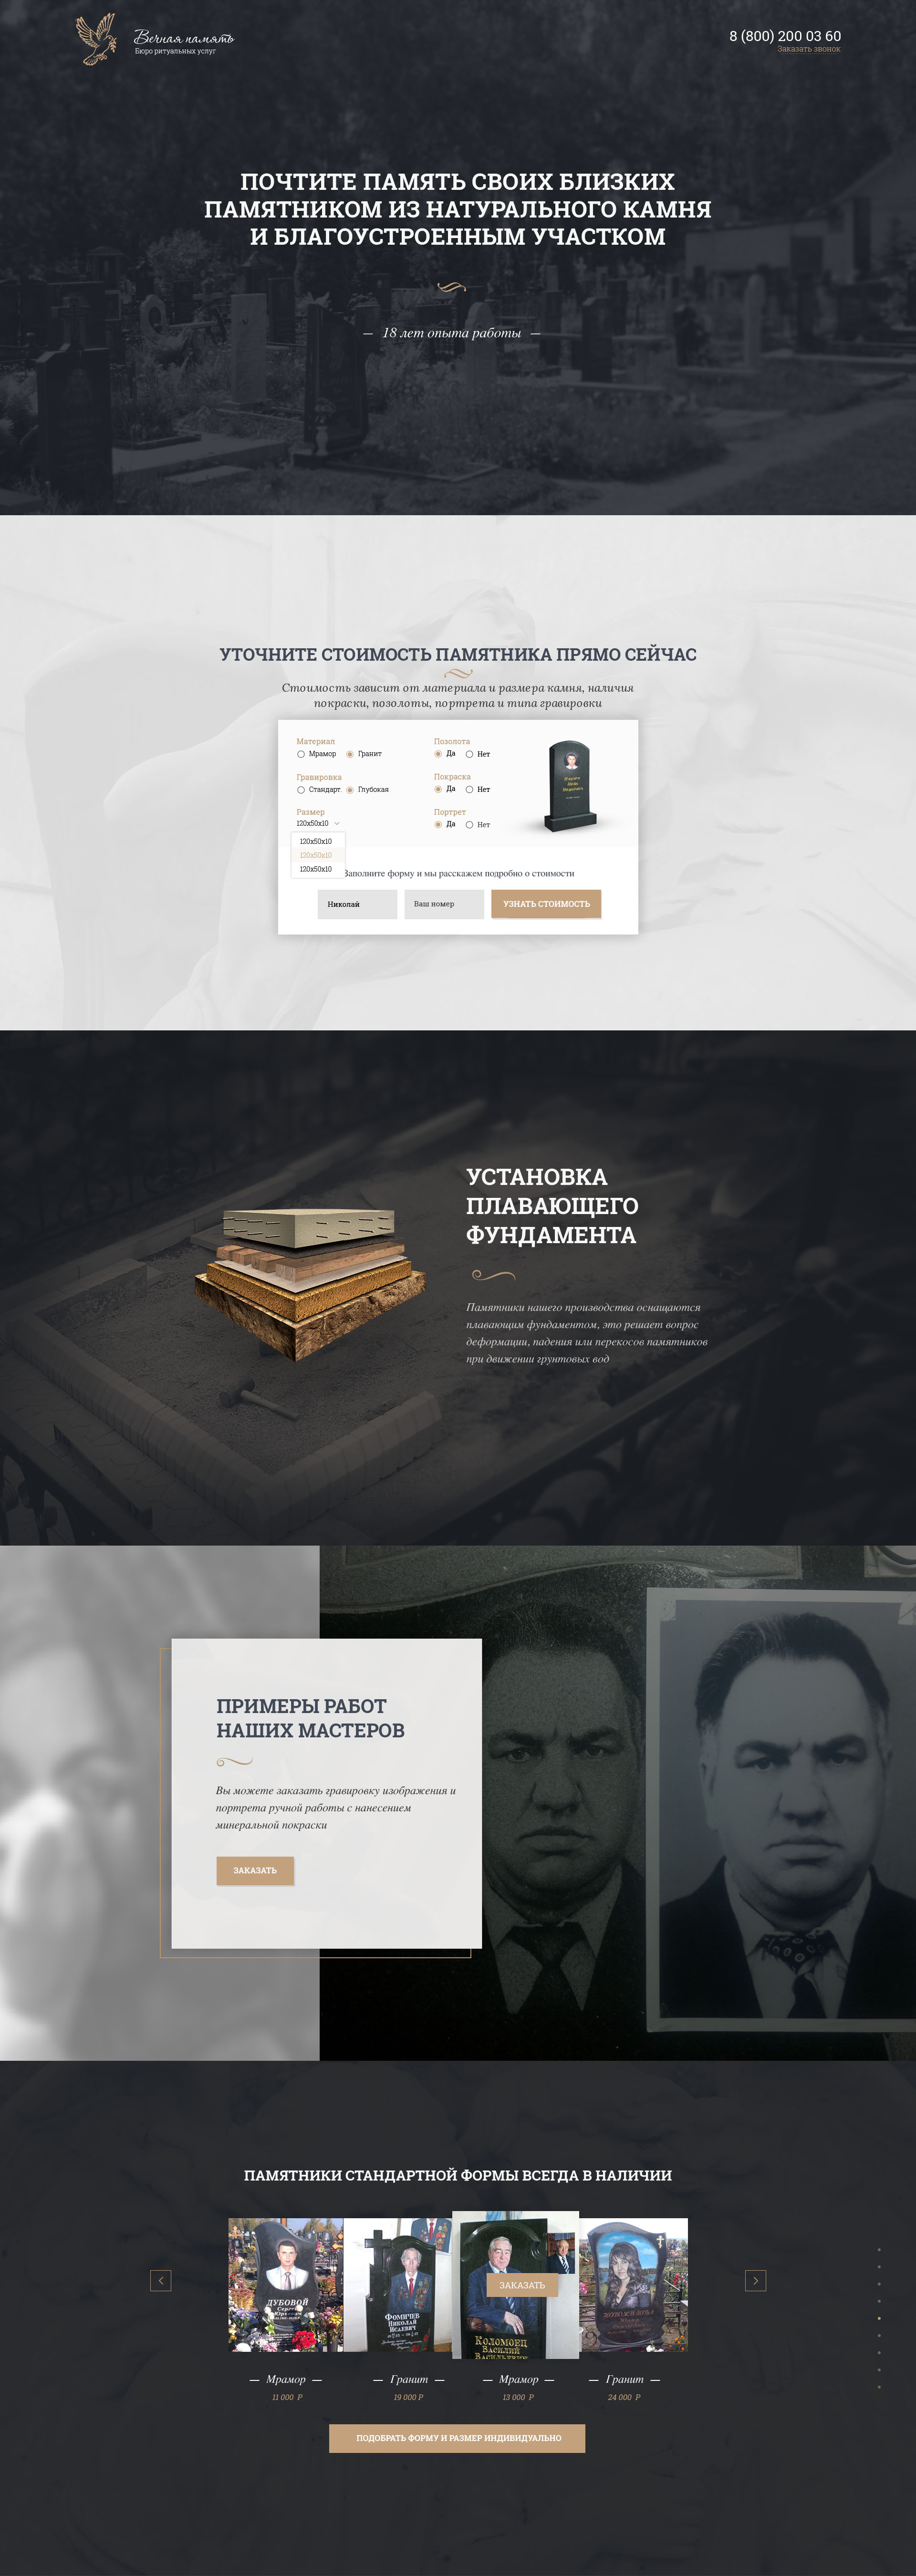 Вечная память
Бюро ритуальных услуг
8 (800) 200 03 60
Заказать звонок
ПОЧТИТЕ ПАМЯТЬ СВОИХ БЛИЗКИХ
ПАМЯТНИКОМ ИЗ НАТУРАЛЬНОГО КАМНЯ
И БЛАГОУСТРОЕННЫМ УЧАСТКОМ
— 18 лет опыта работы —
УТОЧНИТЕ СТОИМОСТЬ ПАМЯТНИКА ПРЯМО СЕЙЧАС
Стоимость зависит от материала и размера камня, наличия
покраски, позолоты, портрета и типа гравировки
Материал
Мрамор Гранит
Гравировка
Стандарт. Глубокая
Размер
120x50x10
120x50x10
120x50x10
120x50x10
Позолота
Да Нет
Покраска
Да Нет
Портрет
Да Нет
Заполните форму и мы расскажем подробно о стоимости
Николай
Ваш номер
УЗНАТЬ СТОИМОСТЬ
УСТАНОВКА
ПЛАВАЮЩЕГО
ФУНДАМЕНТА
Памятники нашего производства оснащаются
плавающим фундаментом, это решает вопрос
деформации, падения или перекосов памятников
при движении грунтовых вод
ПРИМЕРЫ РАБОТ
НАШИХ МАСТЕРОВ
Вы можете заказать гравировку изображения и
портрета ручной работы с нанесением
минеральной покраски
ЗАКАЗАТЬ
ПАМЯТНИКИ СТАНДАРТНОЙ ФОРМЫ ВСЕГДА В НАЛИЧИИ
ДУБОВОЙ
Сергей
Юрьевич
ФОМИЧЕВ
НИКОЛАЙ
ИСАЕВИЧ
ЗАКАЗАТЬ
КОЛОМОЕЦ
ВАСИЛИЙ
ВАСИЛЬЕВИЧ
— Мрамор —
11 000 Р
— Гранит —
19 000 Р
— Мрамор —
13 000 Р
— Гранит —
24 000 Р
ПОДОБРАТЬ ФОРМУ И РАЗМЕР ИНДИВИДУАЛЬНО